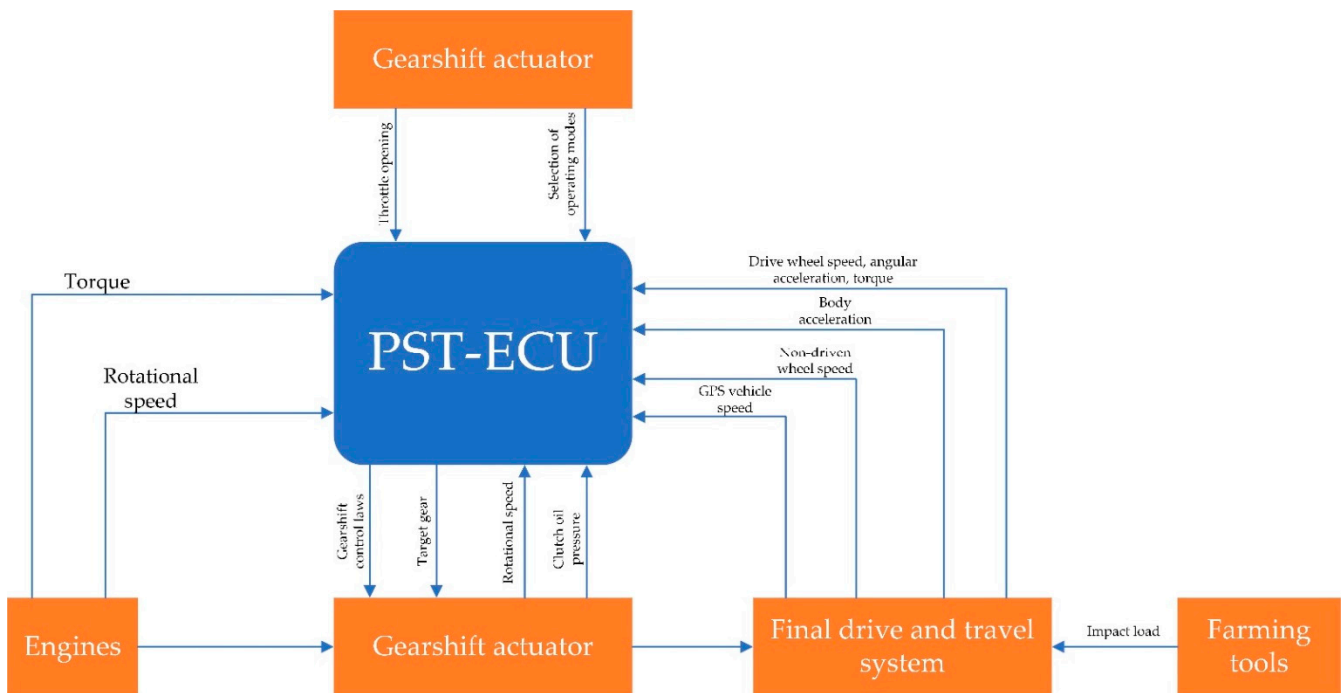 Gearshift actuator
Throttle opening
Selection of
operating modes
Torque
Rotational
speed
PST-ECU
Drive wheel speed, angular
acceleration, torque
Body
acceleration
Non-driven
wheel speed
GPS vehicle
speed
Gearshift
control laws
Target gear
Rotational speed
Clutch oil
pressure
Engines
Gearshift actuator
Final drive and travel
system
Impact load
Farming
tools